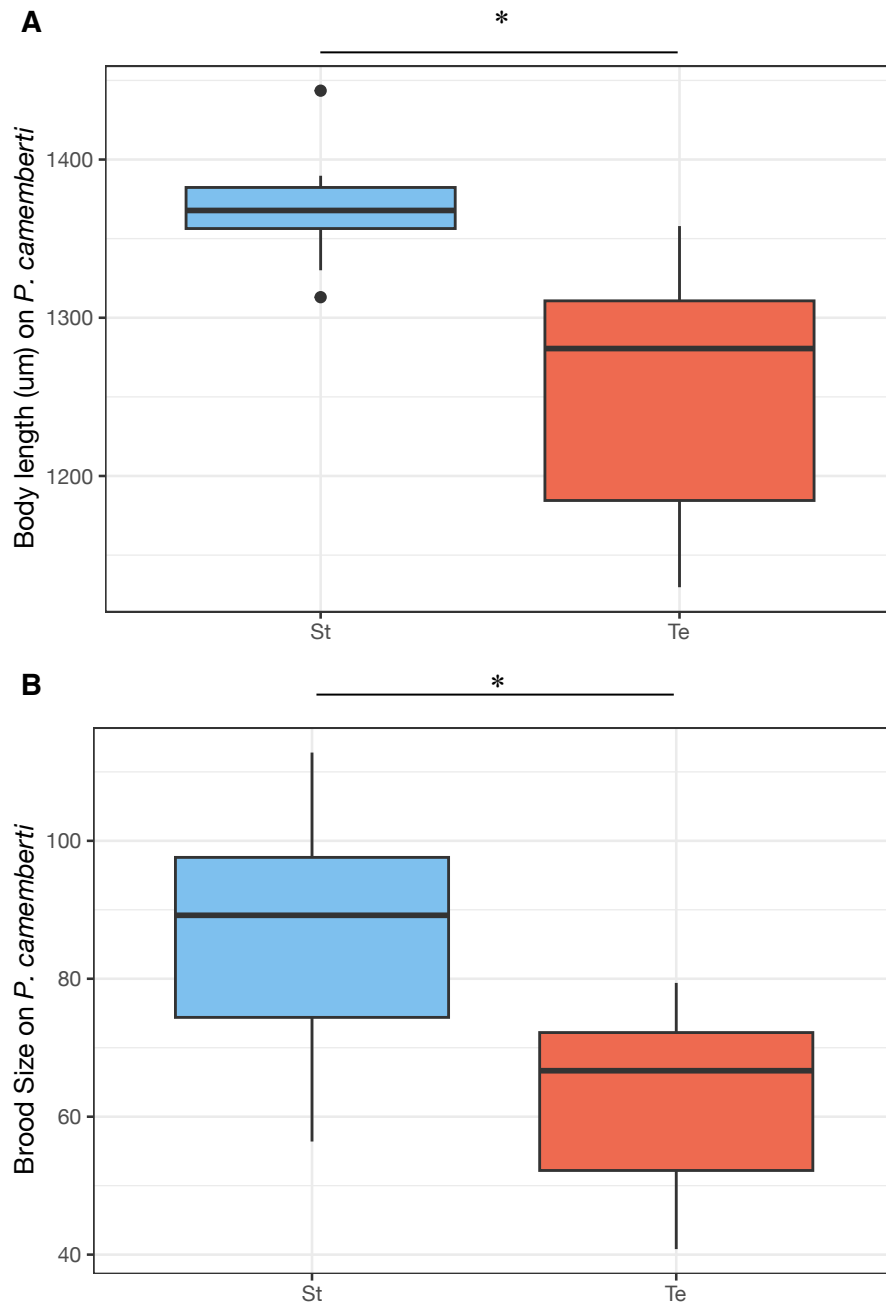 A
*
Body length (um) on P. camemberti
1400
1300
1200
St
Te
B
*
Brood Size on P. camemberti
100
80
60
40
St
Te